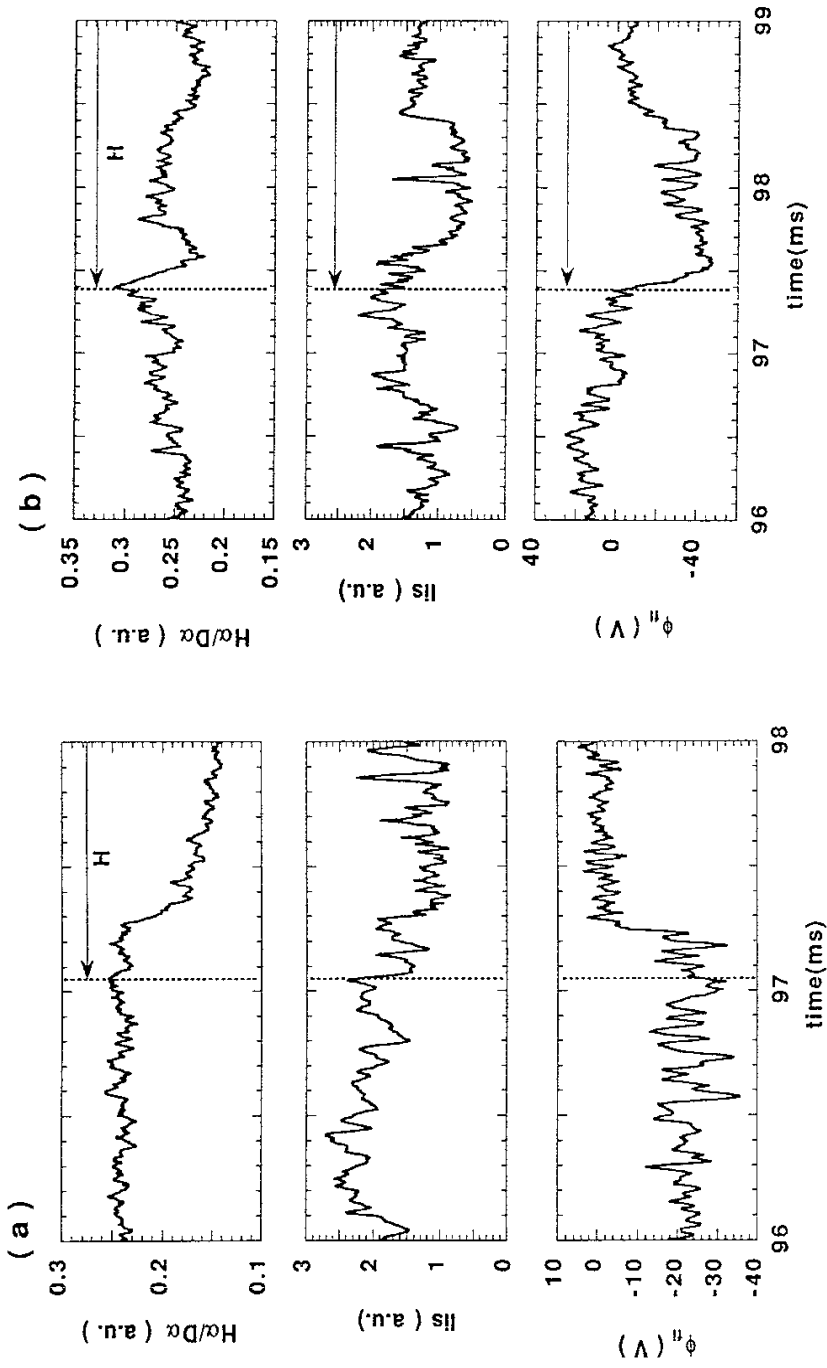 ( a )
0.3
0.2
0.1
Hα/Dα ( a.u. )
H
3
2
1
0
Iis ( a.u. )
10
0
-10
-20
-30
-40
ϕfl ( V )
96
97
98
time(ms)
( b )
0.35
0.3
0.25
0.2
0.15
Hα/Dα ( a.u. )
H
3
2
1
0
Iis ( a.u. )
40
0
-40
ϕfl ( V )
96
97
98
99
time(ms)